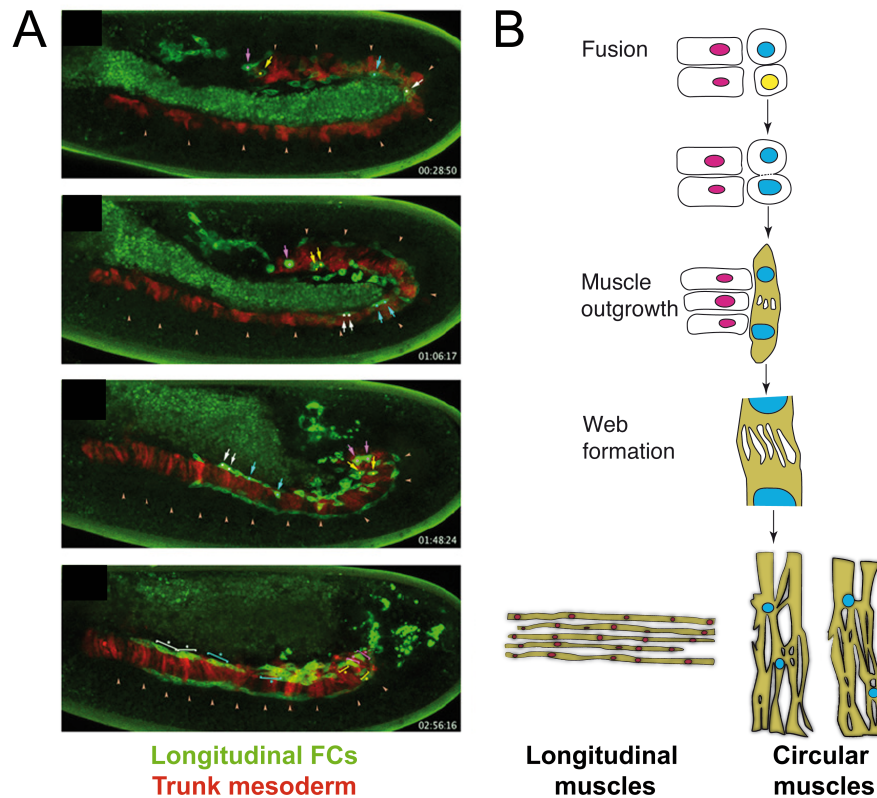 A
B
00:28:50
01:06:17
01:48:24
02:56:16
Longitudinal FCs
Trunk mesoderm
Fusion
Muscle
outgrowth
Web
formation
Longitudinal
muscles
Circular
muscles